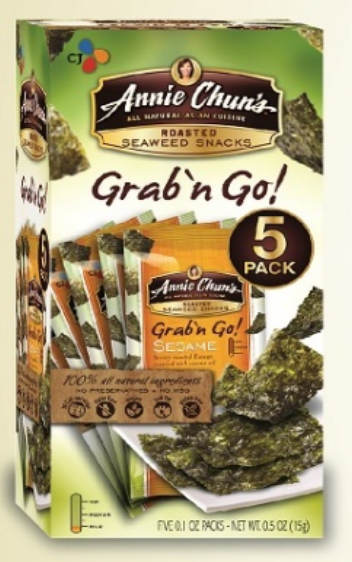 CJ
Annie Chun's
ALL NATURAL ASIAN CUISINE
ROASTED
SEAWEED SNACKS
Grab'n Go!
5
PACK
Annie Chun's
ROASTED
SEAWEED SNACKS
Grab'n Go!
SESAME
100% all natural ingredients
NO PRESERVATIVES • NO MSG
FIVE 0.1 OZ PACKS - NET WT. 0.5 OZ (15g)